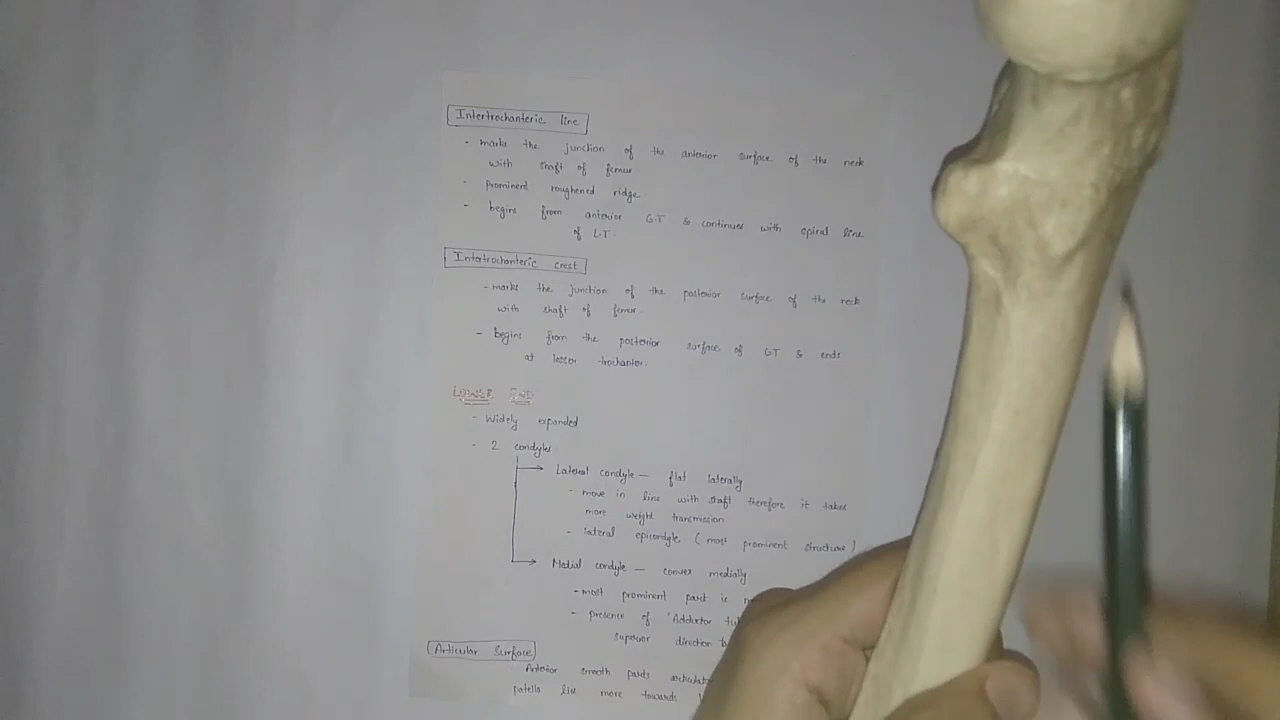 Intertrochanteric line
- marks the junction of the anterior surface of the neck
with shaft of femur
- prominent roughened ridge.
- begins from anterior G.T & continues with spiral line
of L.T.
Intertrochanteric crest
- marks the junction of the posterior surface of the neck
with shaft of femur.
- begins from the posterior surface of GT & ends
at lesser trochanter.
LOWER END
- Widely expanded
- 2 condyles
Lateral condyle — flat laterally
- move in line with shaft therefore it takes
more weight transmission
- lateral epicondyle (most prominent structure)
Medial condyle — convex medially
- most prominent part is
- presence of "Adductor
superior direction
Articular Surface
Anterior smooth parts
patella lies more towards